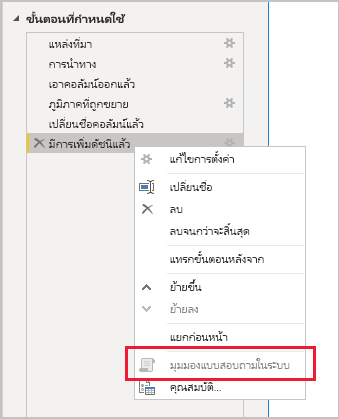 ขั้นตอนที่กำหนดใช้
แหล่งที่มา
การนำทาง
เอาคอลัมน์ออกแล้ว
ภูมิภาคที่ถูกขยาย
เปลี่ยนชื่อคอลัมน์แล้ว
มีการเพิ่มดัชนีแล้ว
แก้ไขการตั้งค่า
เปลี่ยนชื่อ
ลบ
ลบจนกว่าจะสิ้นสุด
แทรกขั้นตอนหลังจาก
ย้ายขึ้น
ย้ายลง
แยกก่อนหน้า
มุมมองแบบสอบถามในระบบ
คุณสมบัติ...